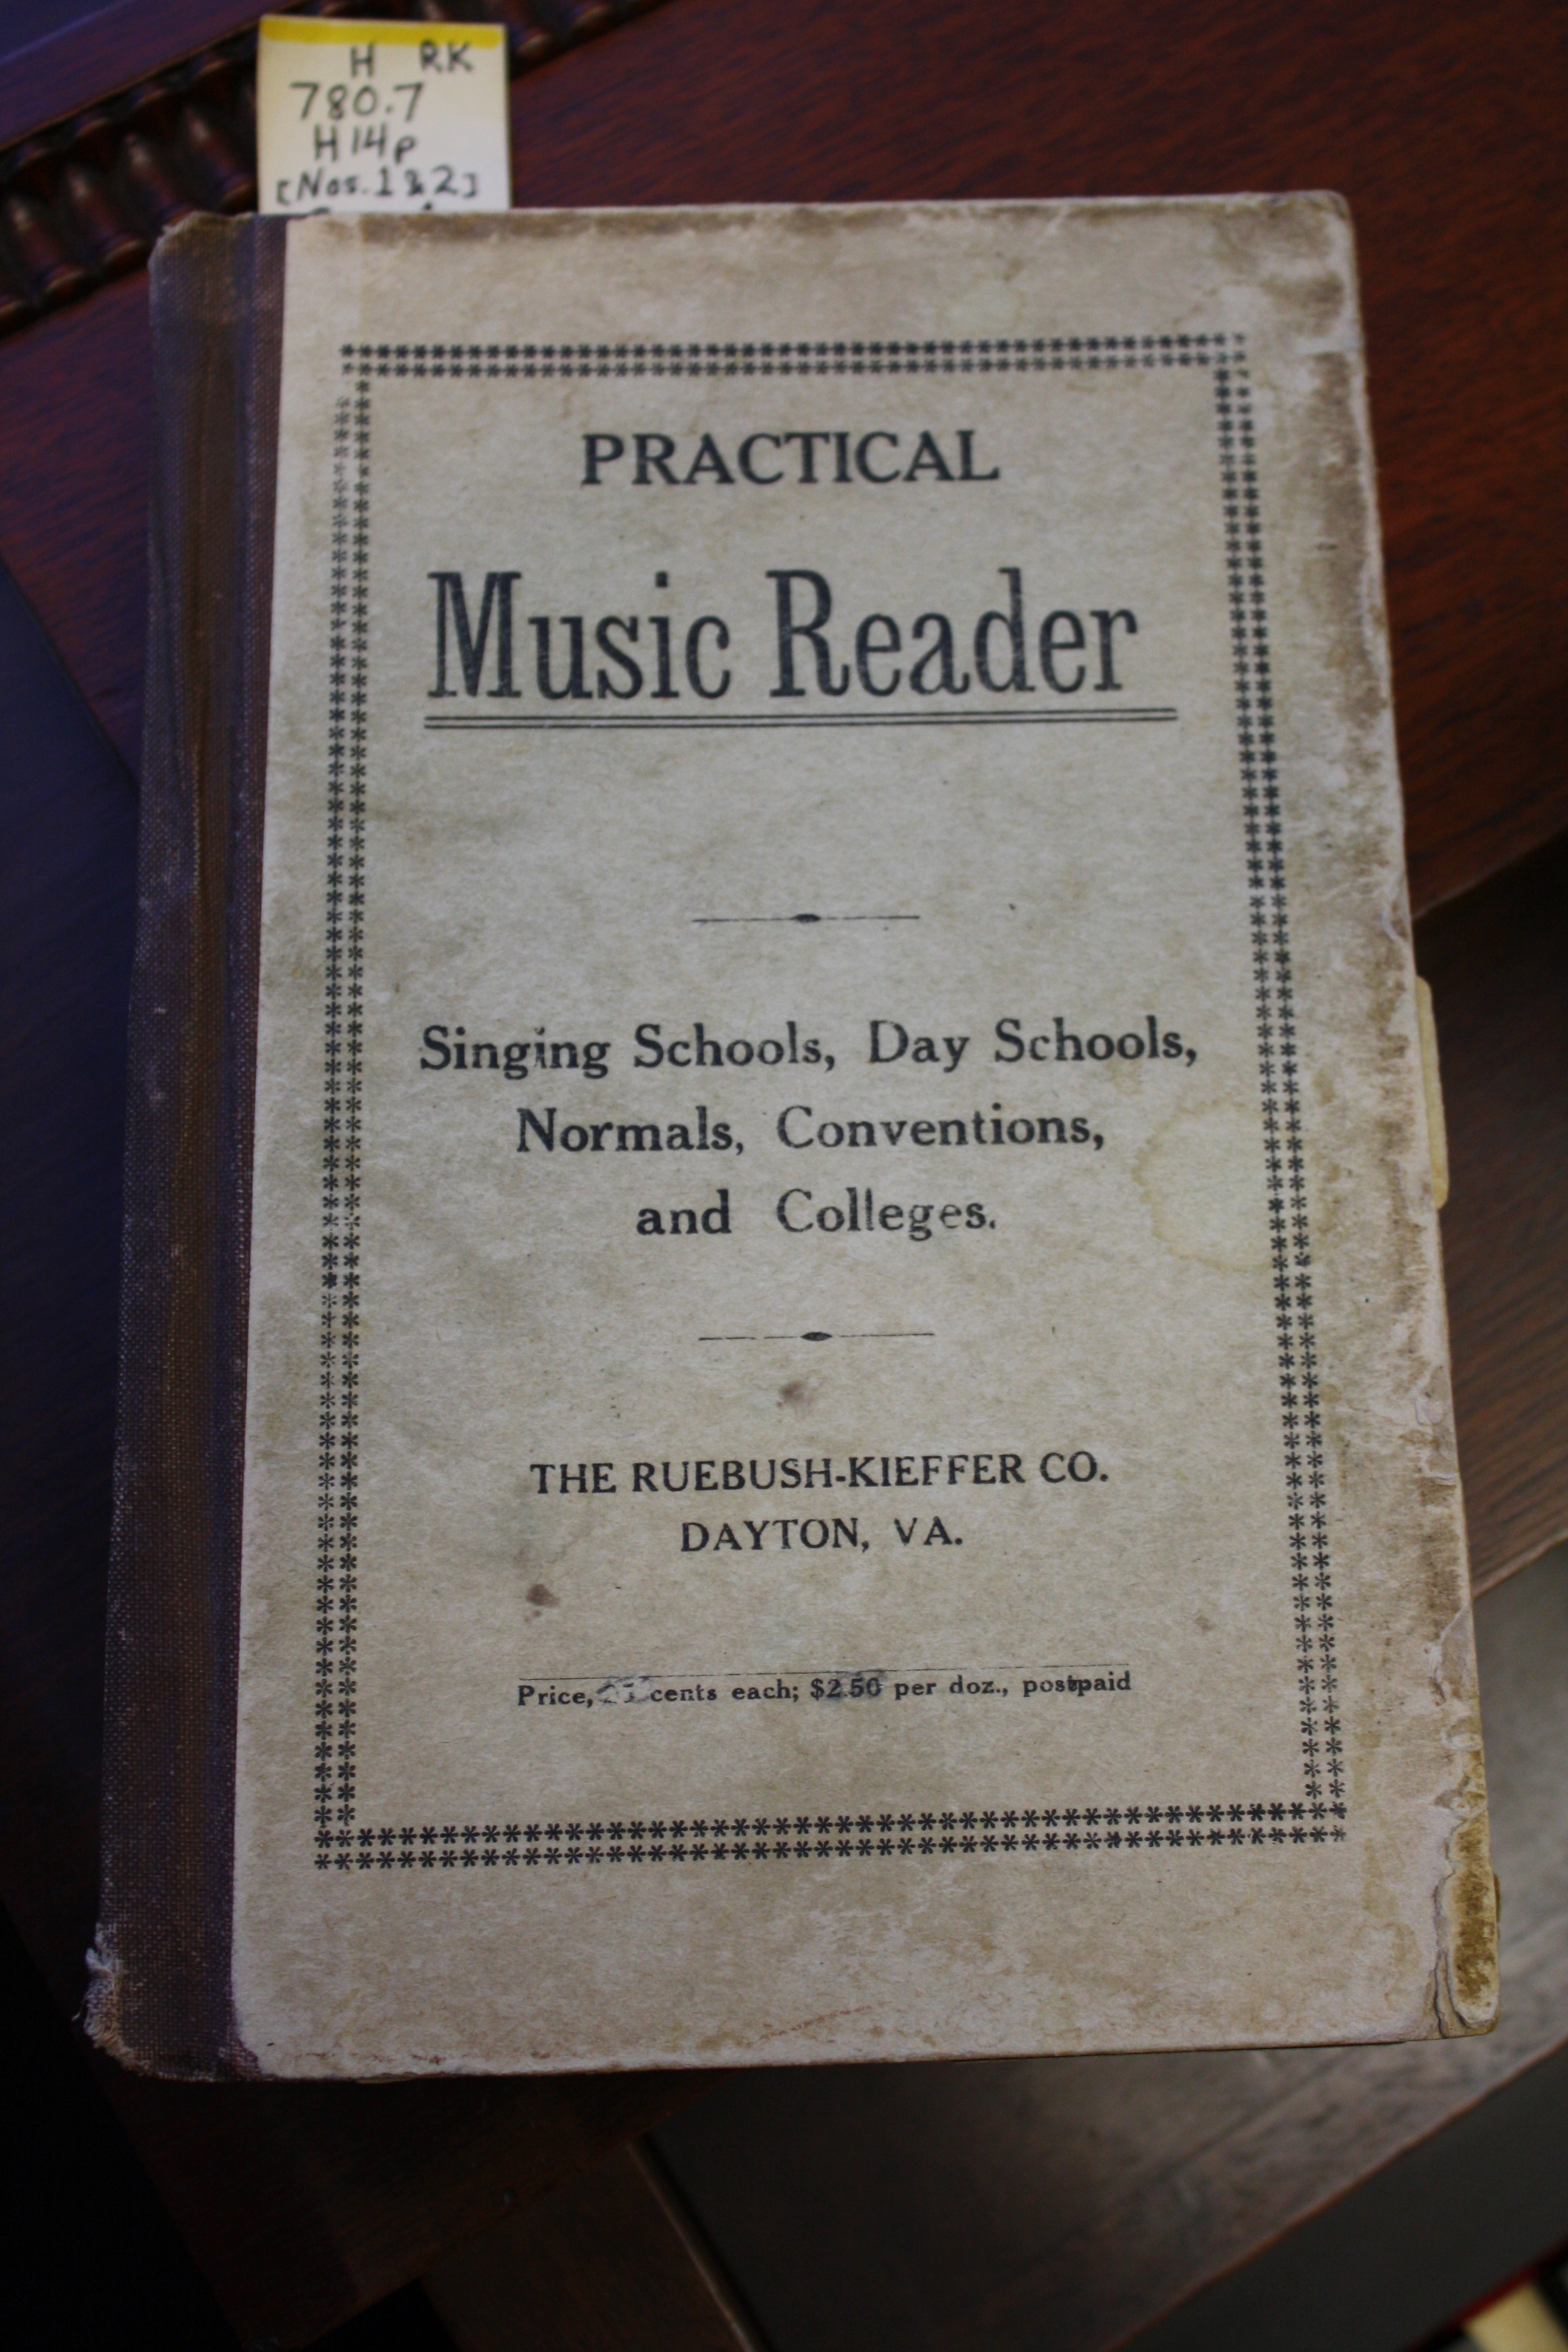 H RK
780.7
H14p
[Nos. 1 & 2]
PRACTICAL
Music Reader
Singing Schools, Day Schools,
Normals, Conventions,
and Colleges.
THE RUEBUSH-KIEFFER CO.
DAYTON, VA.
Price, cents each; $2.50 per doz., postpaid